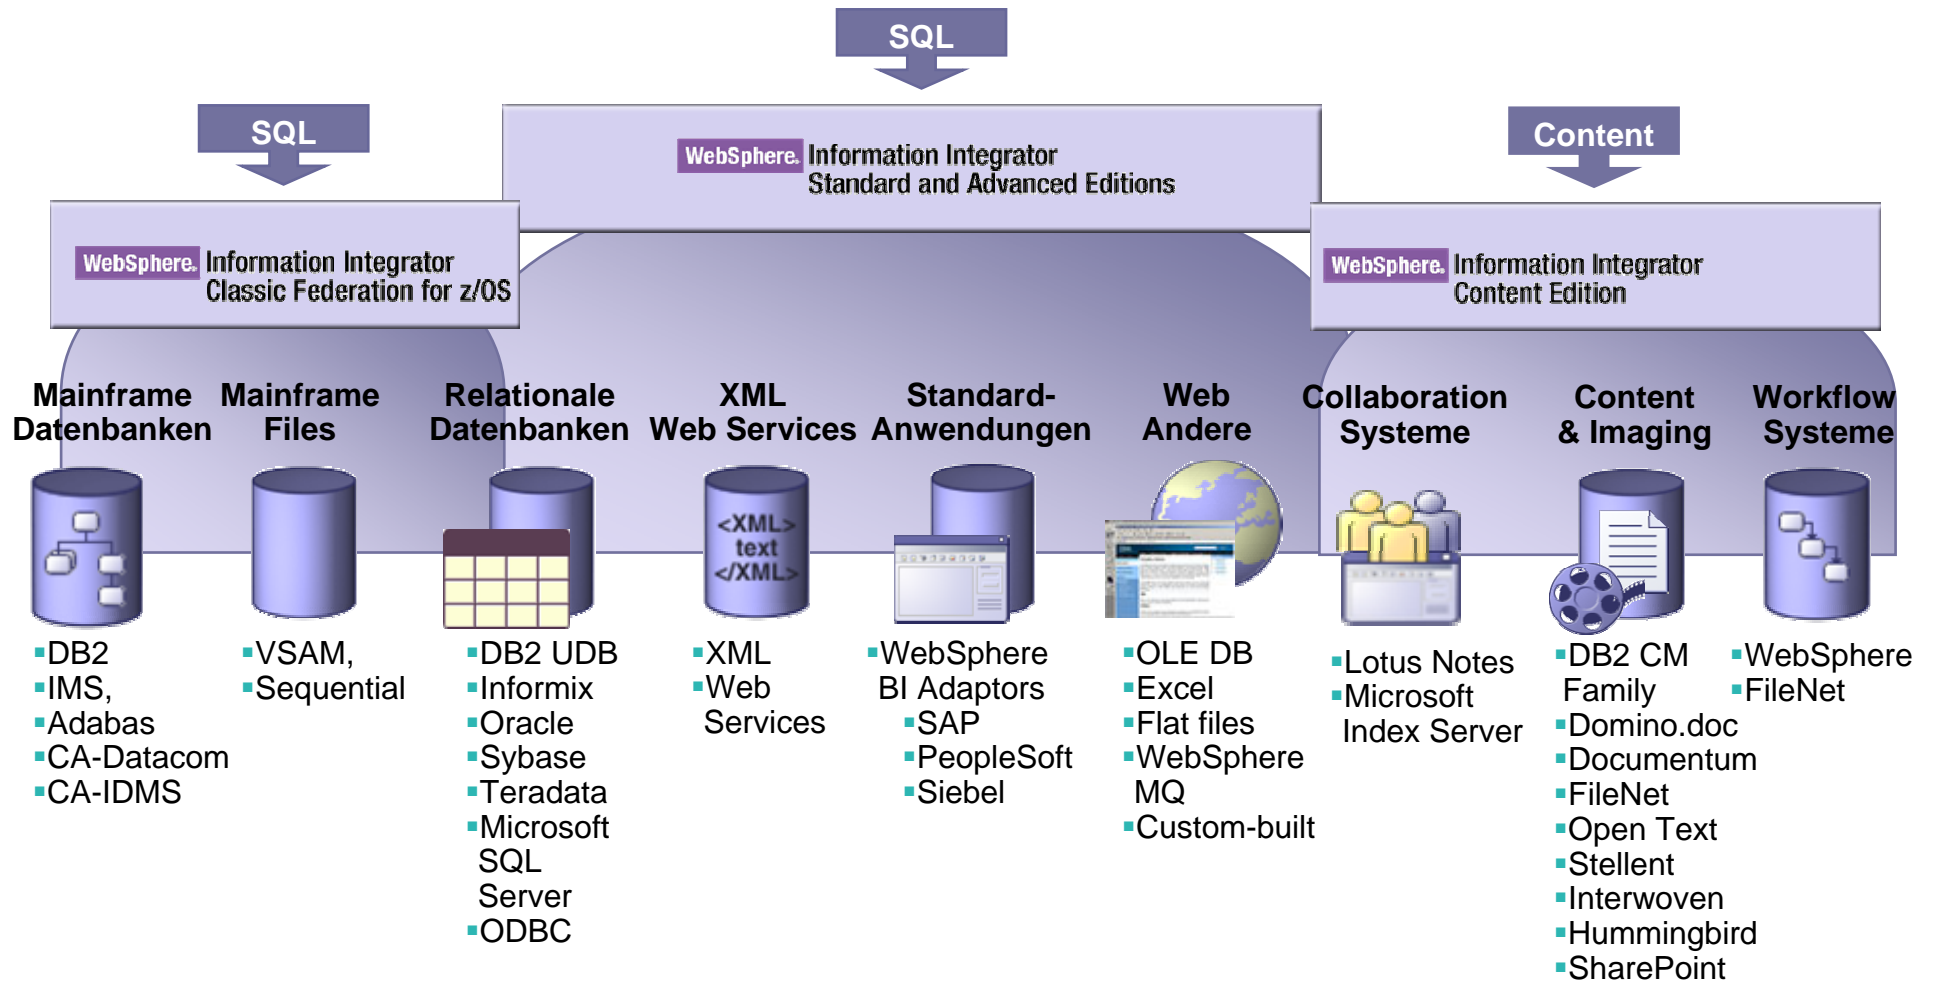 SQL
SQL
Content
WebSphere. Information Integrator
Standard and Advanced Editions
WebSphere. Information Integrator
Classic Federation for z/OS
WebSphere. Information Integrator
Content Edition
Mainframe
Datenbanken
Mainframe
Files
Relationale
Datenbanken
XML
Web Services
Standard-
Anwendungen
Web
Andere
Collaboration
Systeme
Content
& Imaging
Workflow
Systeme
<XML>
text
</XML>
▪DB2
▪IMS,
▪Adabas
▪CA-Datacom
▪CA-IDMS
▪VSAM,
▪Sequential
▪DB2 UDB
▪Informix
▪Oracle
▪Sybase
▪Teradata
▪Microsoft
SQL
Server
▪ODBC
▪XML
▪Web
Services
▪WebSphere
BI Adaptors
▪SAP
▪PeopleSoft
▪Siebel
▪OLE DB
▪Excel
▪Flat files
▪WebSphere
MQ
▪Custom-built
▪Lotus Notes
▪Microsoft
Index Server
▪DB2 CM
Family
▪Domino.doc
▪Documentum
▪FileNet
▪Open Text
▪Stellent
▪Interwoven
▪Hummingbird
▪SharePoint
▪WebSphere
▪FileNet